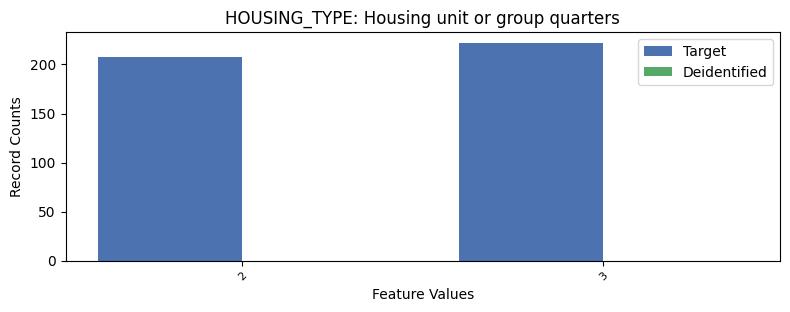 HOUSING_TYPE: Housing unit or group quarters
Target
Deidentified
Record Counts
200
150
100
50
0
2
3
Feature Values